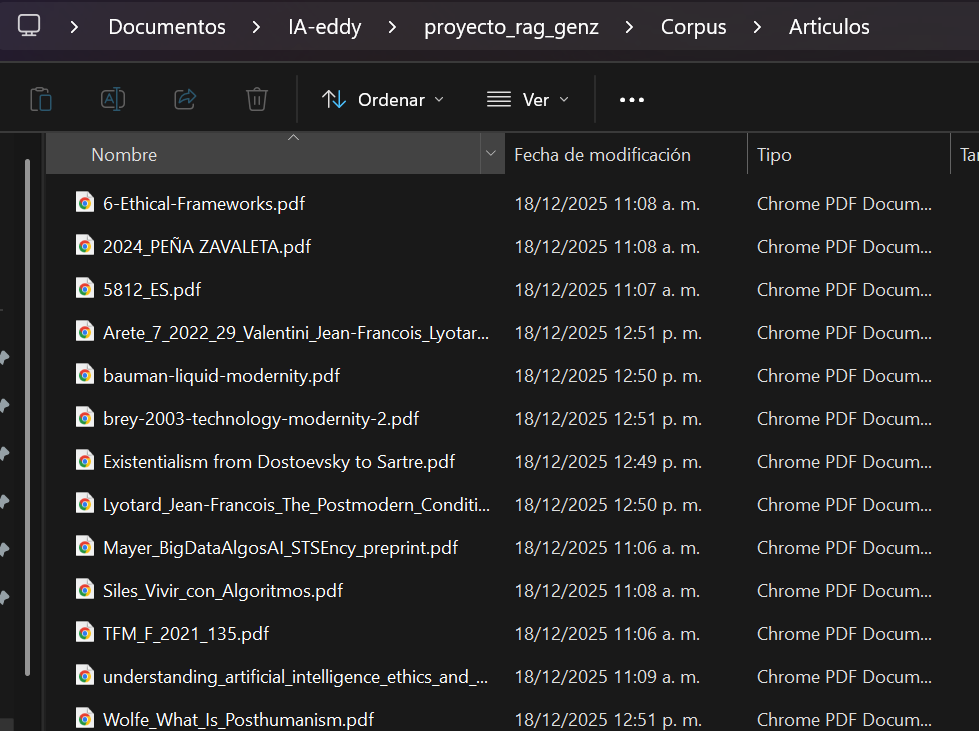 Documentos > IA-eddy > proyecto_rag_genz > Corpus > Articulos
Ordenar Ver
Nombre Fecha de modificación Tipo Ta
6-Ethical-Frameworks.pdf 18/12/2025 11:08 a. m. Chrome PDF Docum...
2024_PEÑA ZAVALETA.pdf 18/12/2025 11:08 a. m. Chrome PDF Docum...
5812_ES.pdf 18/12/2025 11:07 a. m. Chrome PDF Docum...
Arete_7_2022_29_Valentini_Jean-Francois_Lyotar... 18/12/2025 12:51 p. m. Chrome PDF Docum...
bauman-liquid-modernity.pdf 18/12/2025 12:50 p. m. Chrome PDF Docum...
brey-2003-technology-modernity-2.pdf 18/12/2025 12:51 p. m. Chrome PDF Docum...
Existentialism from Dostoevsky to Sartre.pdf 18/12/2025 12:49 p. m. Chrome PDF Docum...
Lyotard_Jean-Francois_The_Postmodern_Conditi... 18/12/2025 12:50 p. m. Chrome PDF Docum...
Mayer_BigDataAlgosAI_STSEncy_preprint.pdf 18/12/2025 11:06 a. m. Chrome PDF Docum...
Siles_Vivir_con_Algoritmos.pdf 18/12/2025 11:08 a. m. Chrome PDF Docum...
TFM_F_2021_135.pdf 18/12/2025 11:06 a. m. Chrome PDF Docum...
understanding_artificial_intelligence_ethics_and_... 18/12/2025 11:09 a. m. Chrome PDF Docum...
Wolfe_What_Is_Posthumanism.pdf 18/12/2025 12:51 p. m. Chrome PDF Docum...